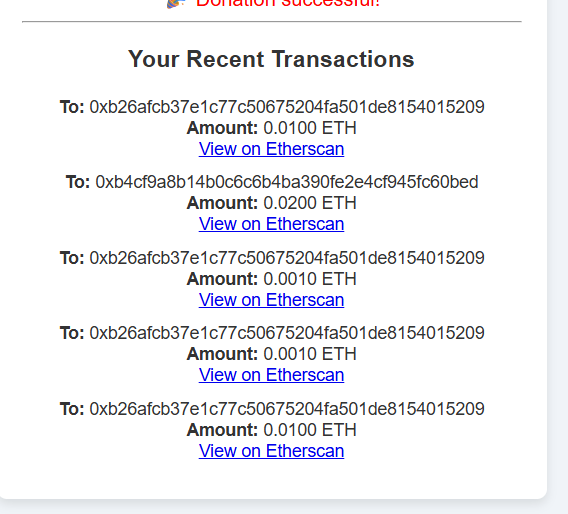 🎉 Donation successful!
Your Recent Transactions
To: 0xb26afcb37e1c77c50675204fa501de8154015209
Amount: 0.0100 ETH
View on Etherscan
To: 0xb4cf9a8b14b0c6c6b4ba390fe2e4cf945fc60bed
Amount: 0.0200 ETH
View on Etherscan
To: 0xb26afcb37e1c77c50675204fa501de8154015209
Amount: 0.0010 ETH
View on Etherscan
To: 0xb26afcb37e1c77c50675204fa501de8154015209
Amount: 0.0010 ETH
View on Etherscan
To: 0xb26afcb37e1c77c50675204fa501de8154015209
Amount: 0.0100 ETH
View on Etherscan